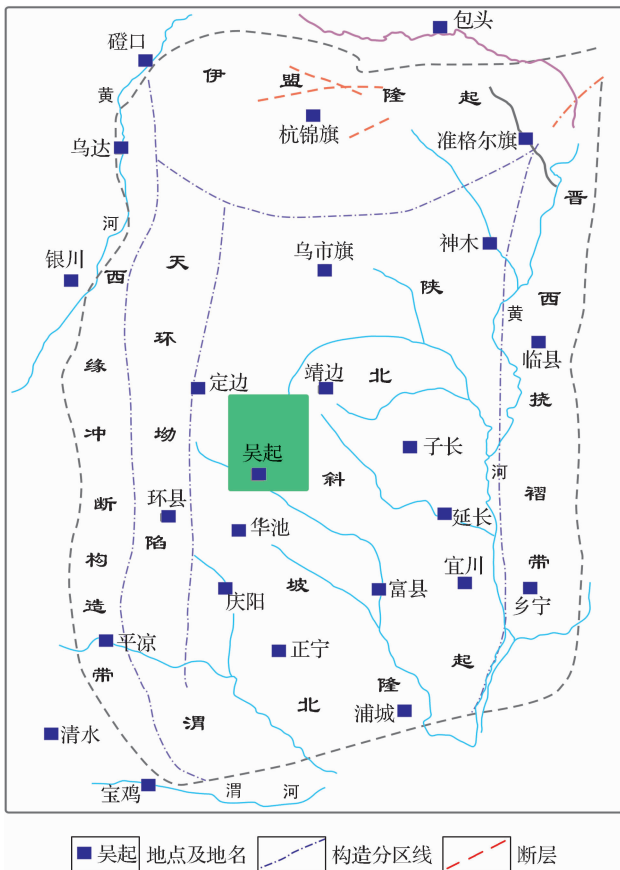 包头
磴口
伊盟隆起
黄河
杭锦旗
准格尔旗
乌达
晋西挠褶带
神木
银川
乌市旗
西缘冲断构造带
天环坳陷
陕北斜坡
黄河
临县
定边
靖边
子长
吴起
环县
华池
延长
庆阳
富县
宜川
乡宁
平凉
正宁
渭北隆起
浦城
清水
宝鸡
渭河
吴起 地点及地名 构造分区线 断层